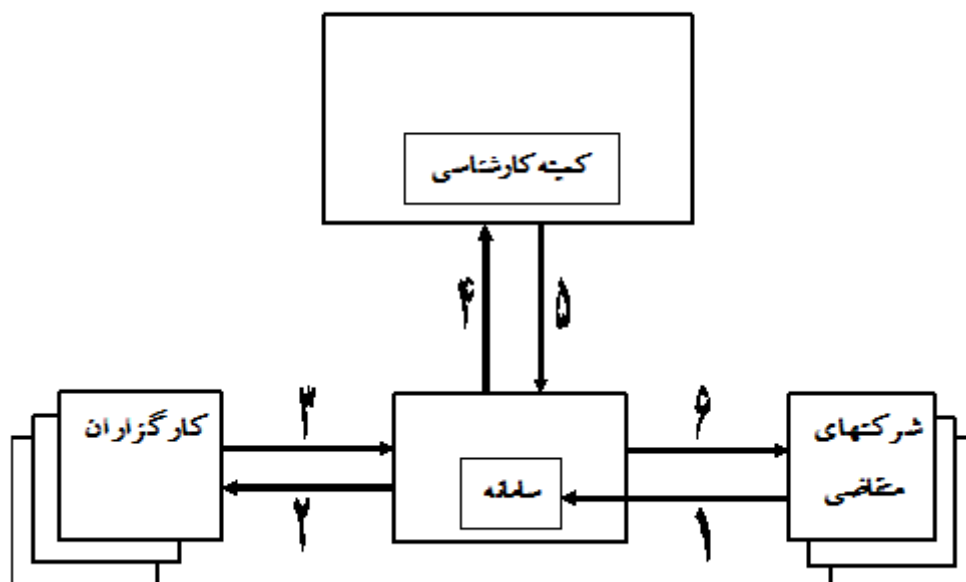 کمیته کارشناسی
۴
۵
شرکتهای
متقاضی
۶
۱
سامانه
۳
۲
کارگزاران